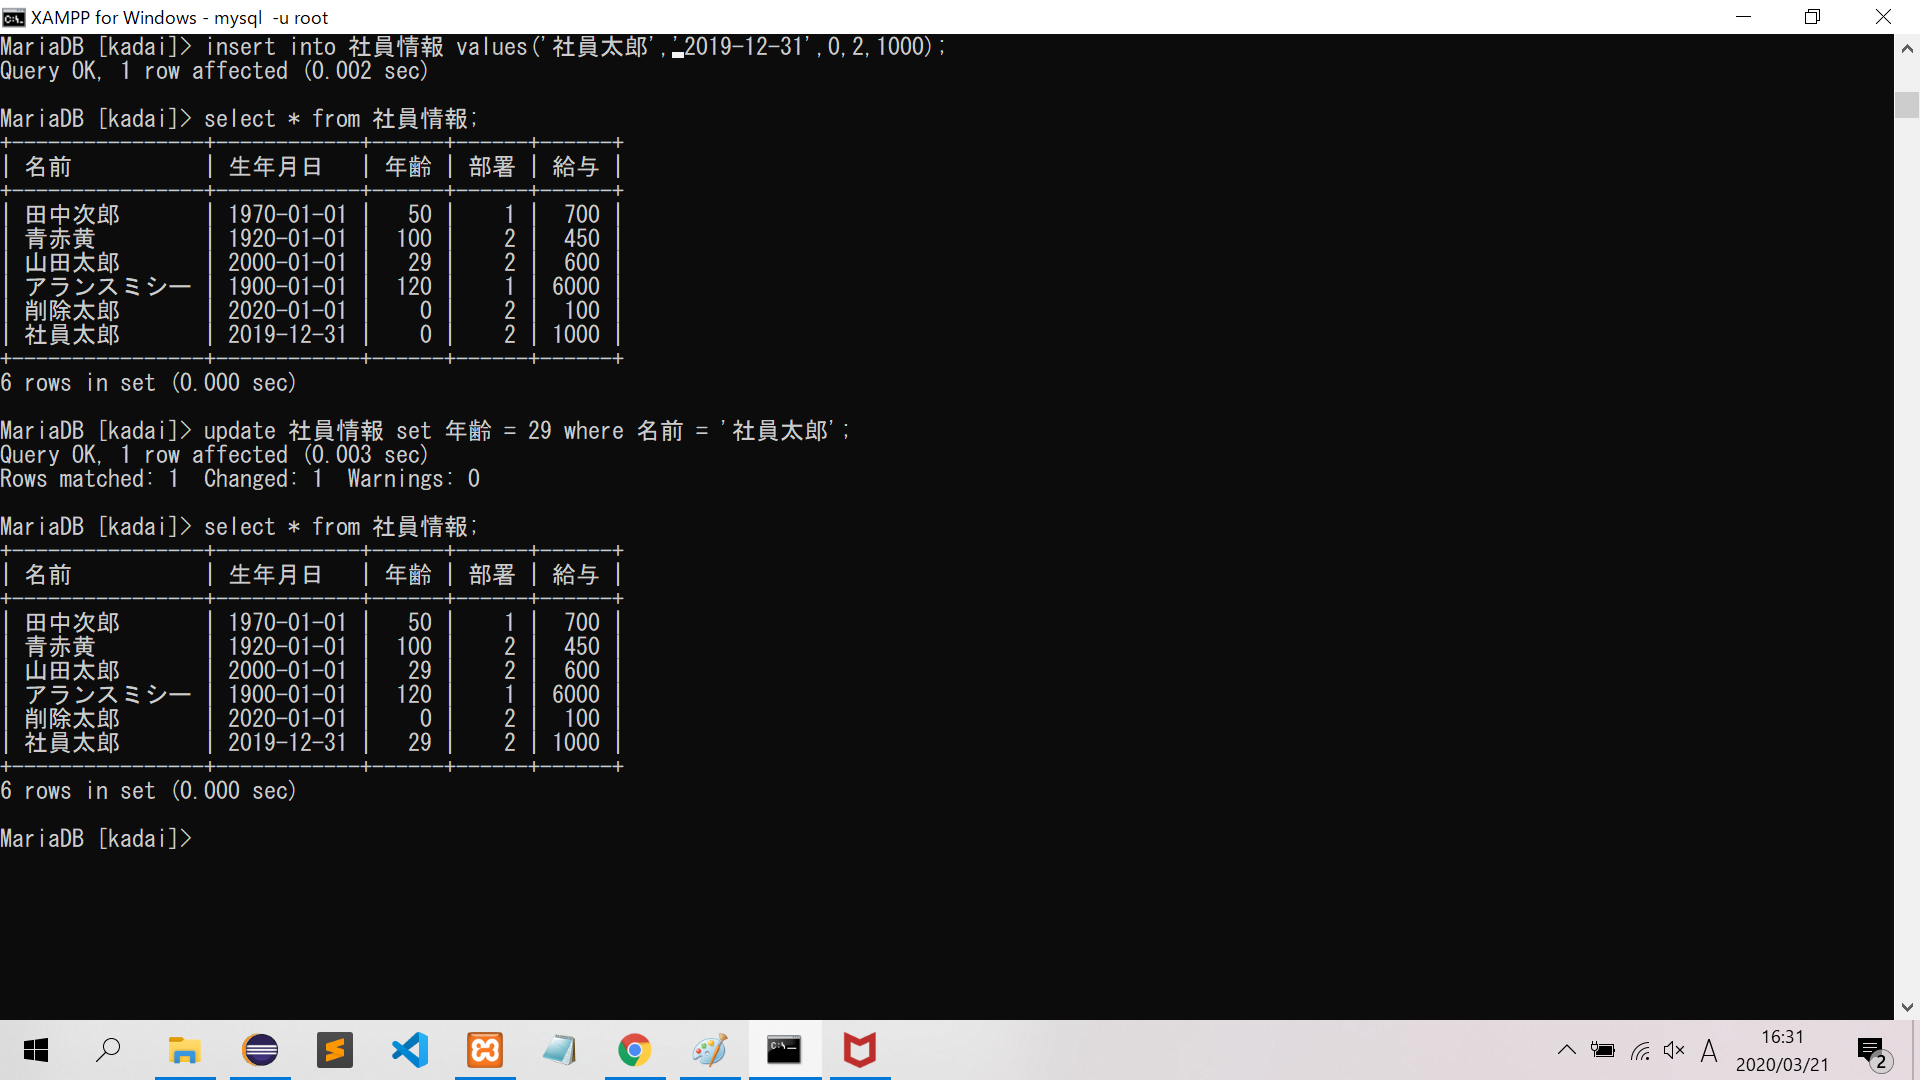 XAMPP for Windows - mysql  -u root
MariaDB [kadai]> insert into 社員情報 values('社員太郎','2019-12-31',0,2,1000);
Query OK, 1 row affected (0.002 sec)
MariaDB [kadai]> select * from 社員情報;
+----------------+------------+------+------+------+
| 名前           | 生年月日   | 年齢 | 部署 | 給与 |
+----------------+------------+------+------+------+
| 田中次郎       | 1970-01-01 |   50 |    1 |  700 |
| 青赤黄         | 1920-01-01 |  100 |    2 |  450 |
| 山田太郎       | 2000-01-01 |   29 |    2 |  600 |
| アランスミシー | 1900-01-01 |  120 |    1 | 6000 |
| 削除太郎       | 2020-01-01 |    0 |    2 |  100 |
| 社員太郎       | 2019-12-31 |    0 |    2 | 1000 |
+----------------+------------+------+------+------+
6 rows in set (0.000 sec)
MariaDB [kadai]> update 社員情報 set 年齢 = 29 where 名前 = '社員太郎';
Query OK, 1 row affected (0.003 sec)
Rows matched: 1  Changed: 1  Warnings: 0
MariaDB [kadai]> select * from 社員情報;
+----------------+------------+------+------+------+
| 名前           | 生年月日   | 年齢 | 部署 | 給与 |
+----------------+------------+------+------+------+
| 田中次郎       | 1970-01-01 |   50 |    1 |  700 |
| 青赤黄         | 1920-01-01 |  100 |    2 |  450 |
| 山田太郎       | 2000-01-01 |   29 |    2 |  600 |
| アランスミシー | 1900-01-01 |  120 |    1 | 6000 |
| 削除太郎       | 2020-01-01 |    0 |    2 |  100 |
| 社員太郎       | 2019-12-31 |   29 |    2 | 1000 |
+----------------+------------+------+------+------+
6 rows in set (0.000 sec)
MariaDB [kadai]>
A
16:31
2020/03/21
2